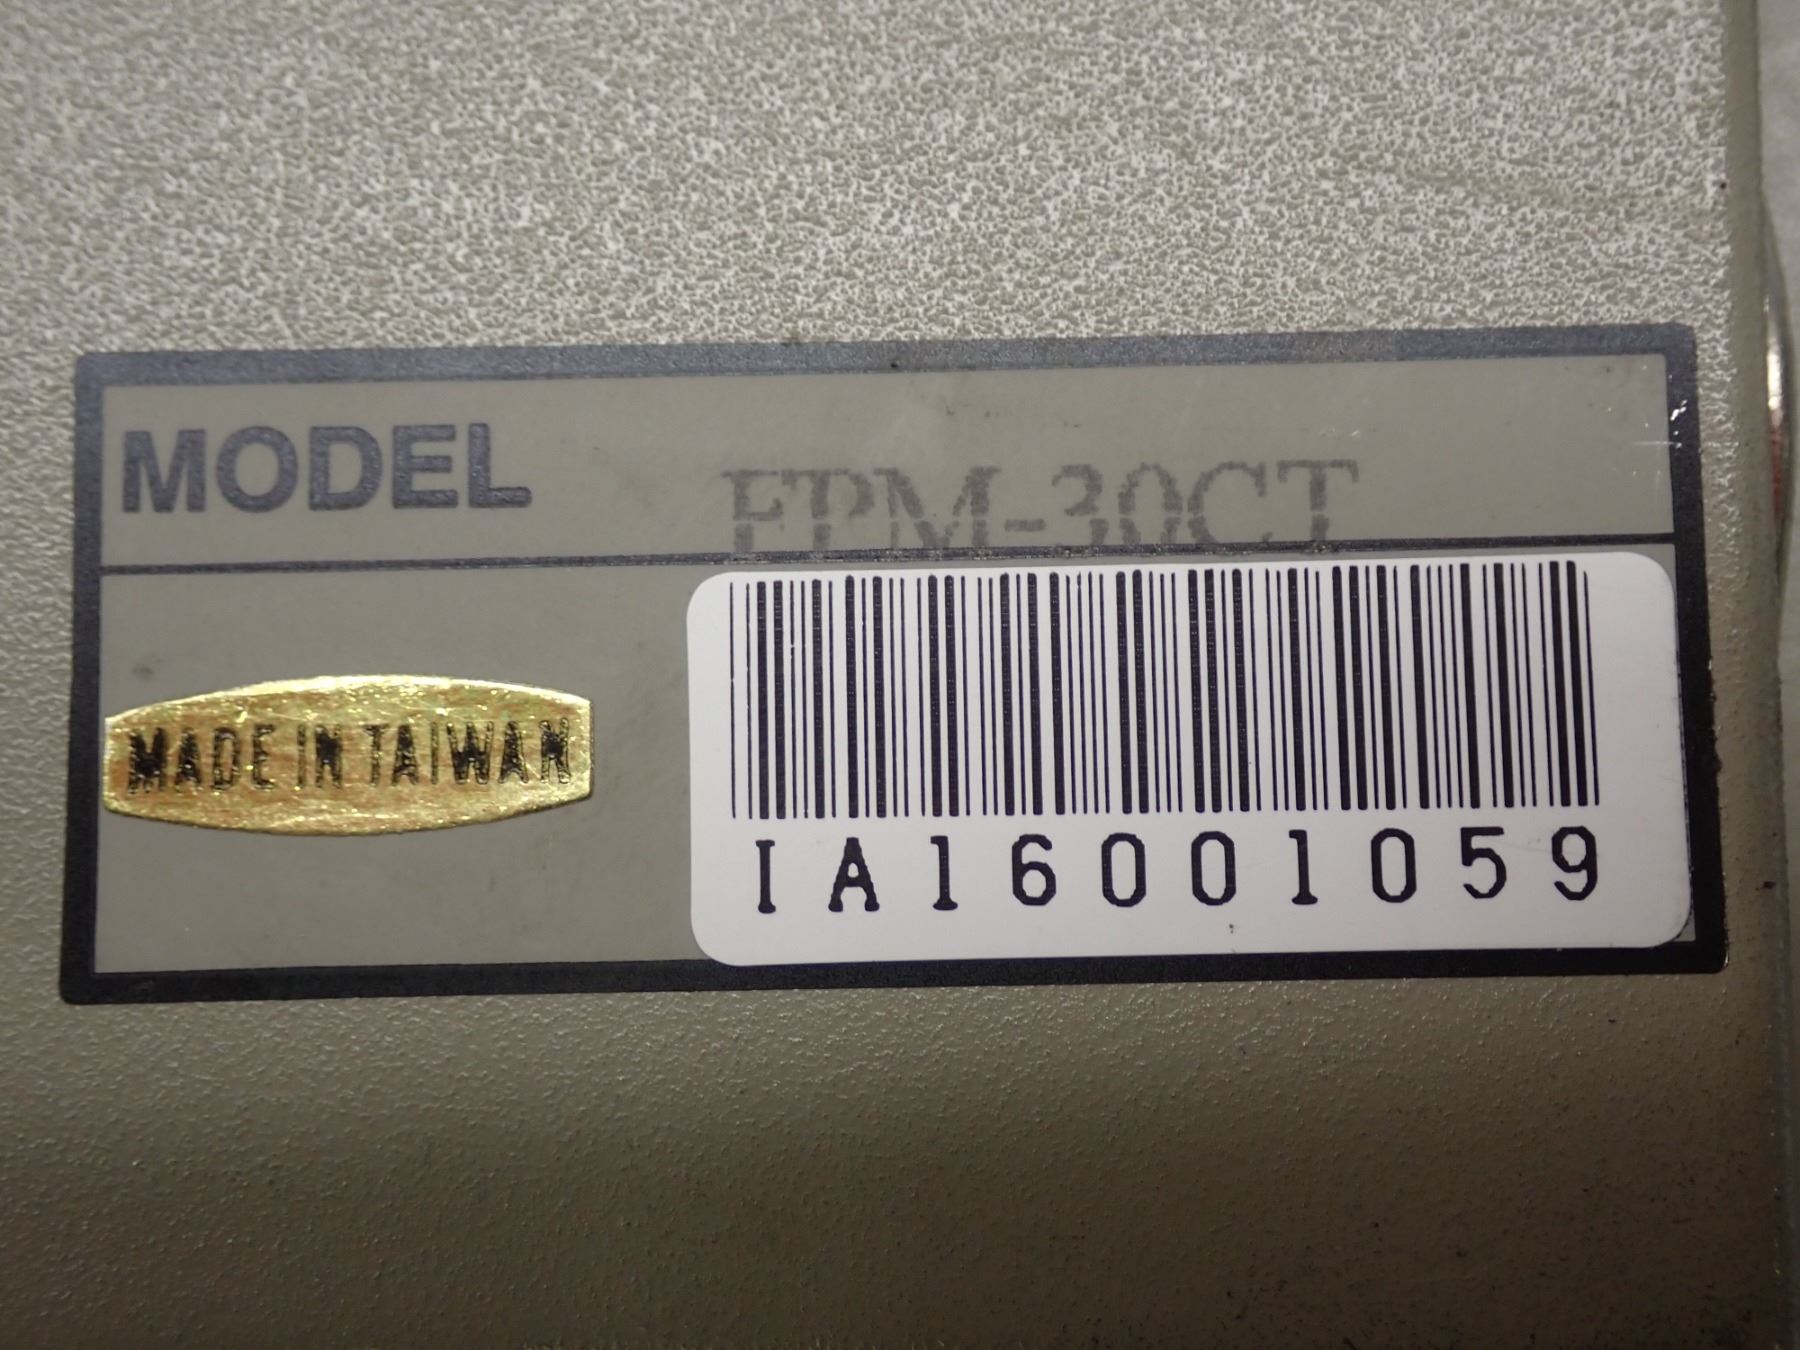 MODEL FPM-30CT
MADE IN TAIWAN
IA16001059